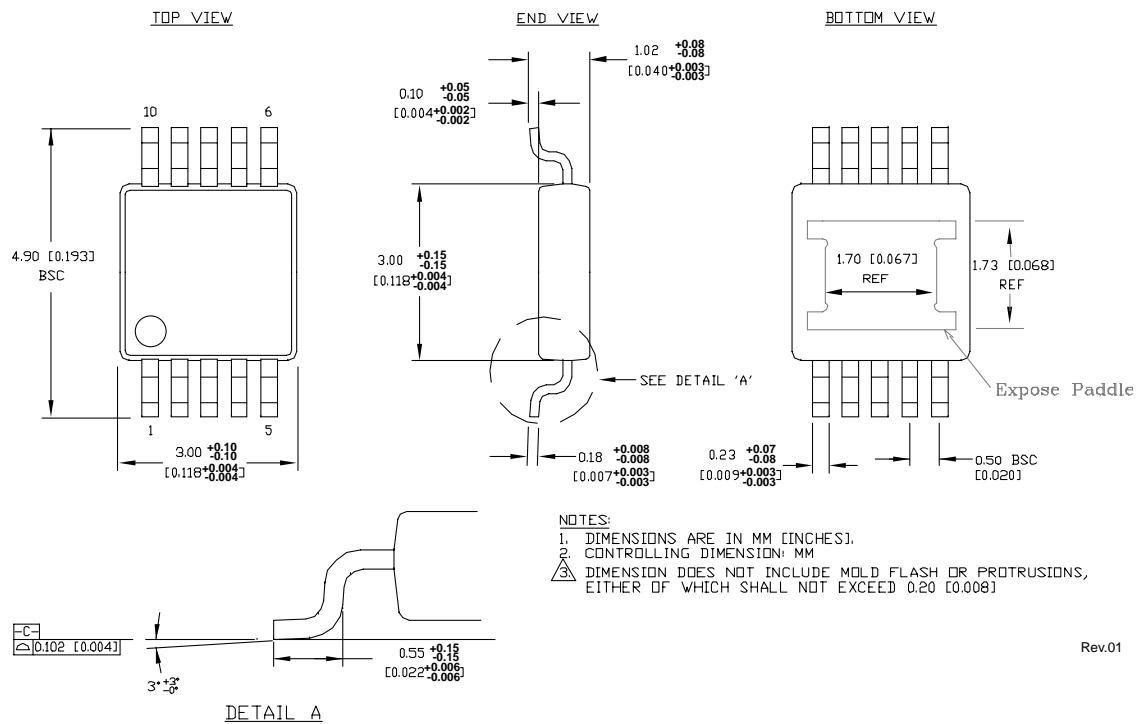 TOP VIEW
END VIEW
BOTTOM VIEW
1.02 +0.08 -0.08
[0.040 +0.003 -0.003]
0.10 +0.05 -0.05
[0.004 +0.002 -0.002]
10 6
4.90 [0.193]
BSC
3.00 +0.15 -0.15
[0.118 +0.004 -0.004]
1.70 [0.067]
REF
1.73 [0.068]
REF
SEE DETAIL 'A'
Expose Paddle
1 5
3.00 +0.10 -0.10
[0.118 +0.004 -0.004]
0.18 +0.008 -0.008
[0.007 +0.003 -0.003]
0.23 +0.07 -0.08
[0.009 +0.003 -0.003]
0.50 BSC
[0.020]
NOTES:
1. DIMENSIONS ARE IN MM [INCHES].
2. CONTROLLING DIMENSION: MM
3. DIMENSION DOES NOT INCLUDE MOLD FLASH OR PROTRUSIONS,
EITHER OF WHICH SHALL NOT EXCEED 0.20 [0.008]
-C-
0.102 [0.004]
3° +3° -0°
0.55 +0.15 -0.15
[0.022 +0.006 -0.006]
Rev.01
DETAIL A